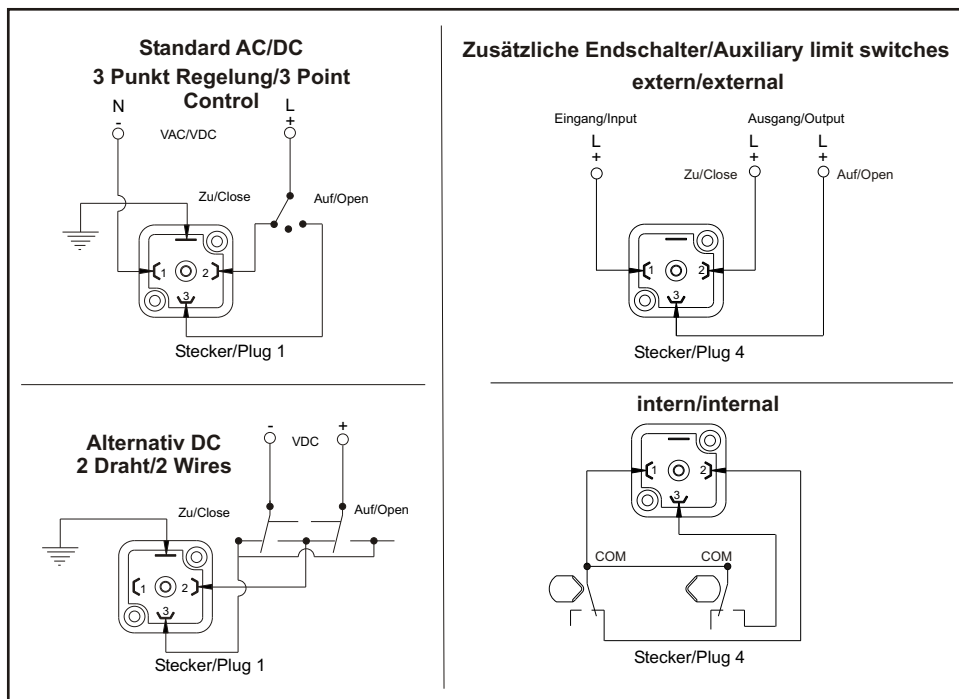 Standard AC/DC
3 Punkt Regelung/3 Point
Control
N
-
L
+
VAC/VDC
Zu/Close
Auf/Open
1
2
3
Stecker/Plug 1
Zusätzliche Endschalter/Auxiliary limit switches
extern/external
Eingang/Input
Ausgang/Output
L
+
L
+
L
+
Zu/Close
Auf/Open
1
2
3
Stecker/Plug 4
Alternativ DC
2 Draht/2 Wires
-
VDC
+
Zu/Close
Auf/Open
1
2
3
Stecker/Plug 1
intern/internal
1
2
3
COM
COM
Stecker/Plug 4